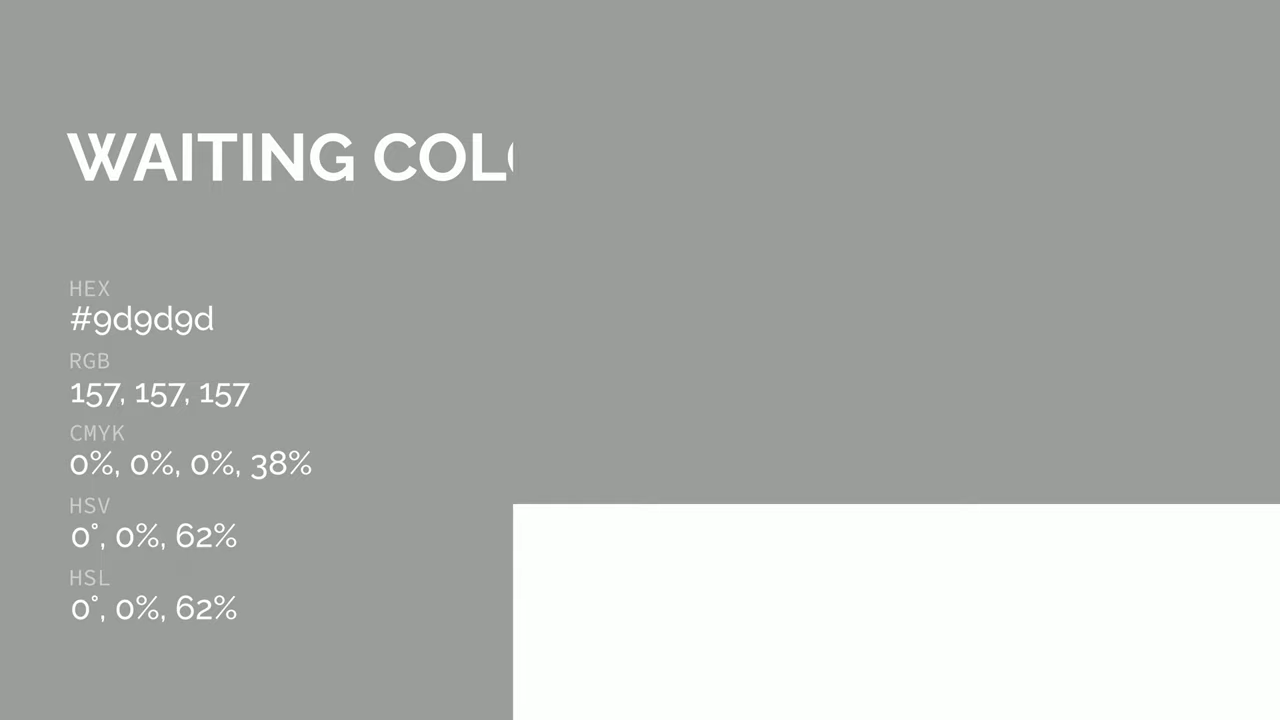 WAITING COL
HEX
#9d9d9d
RGB
157, 157, 157
CMYK
0%, 0%, 0%, 38%
HSV
0°, 0%, 62%
HSL
0°, 0%, 62%